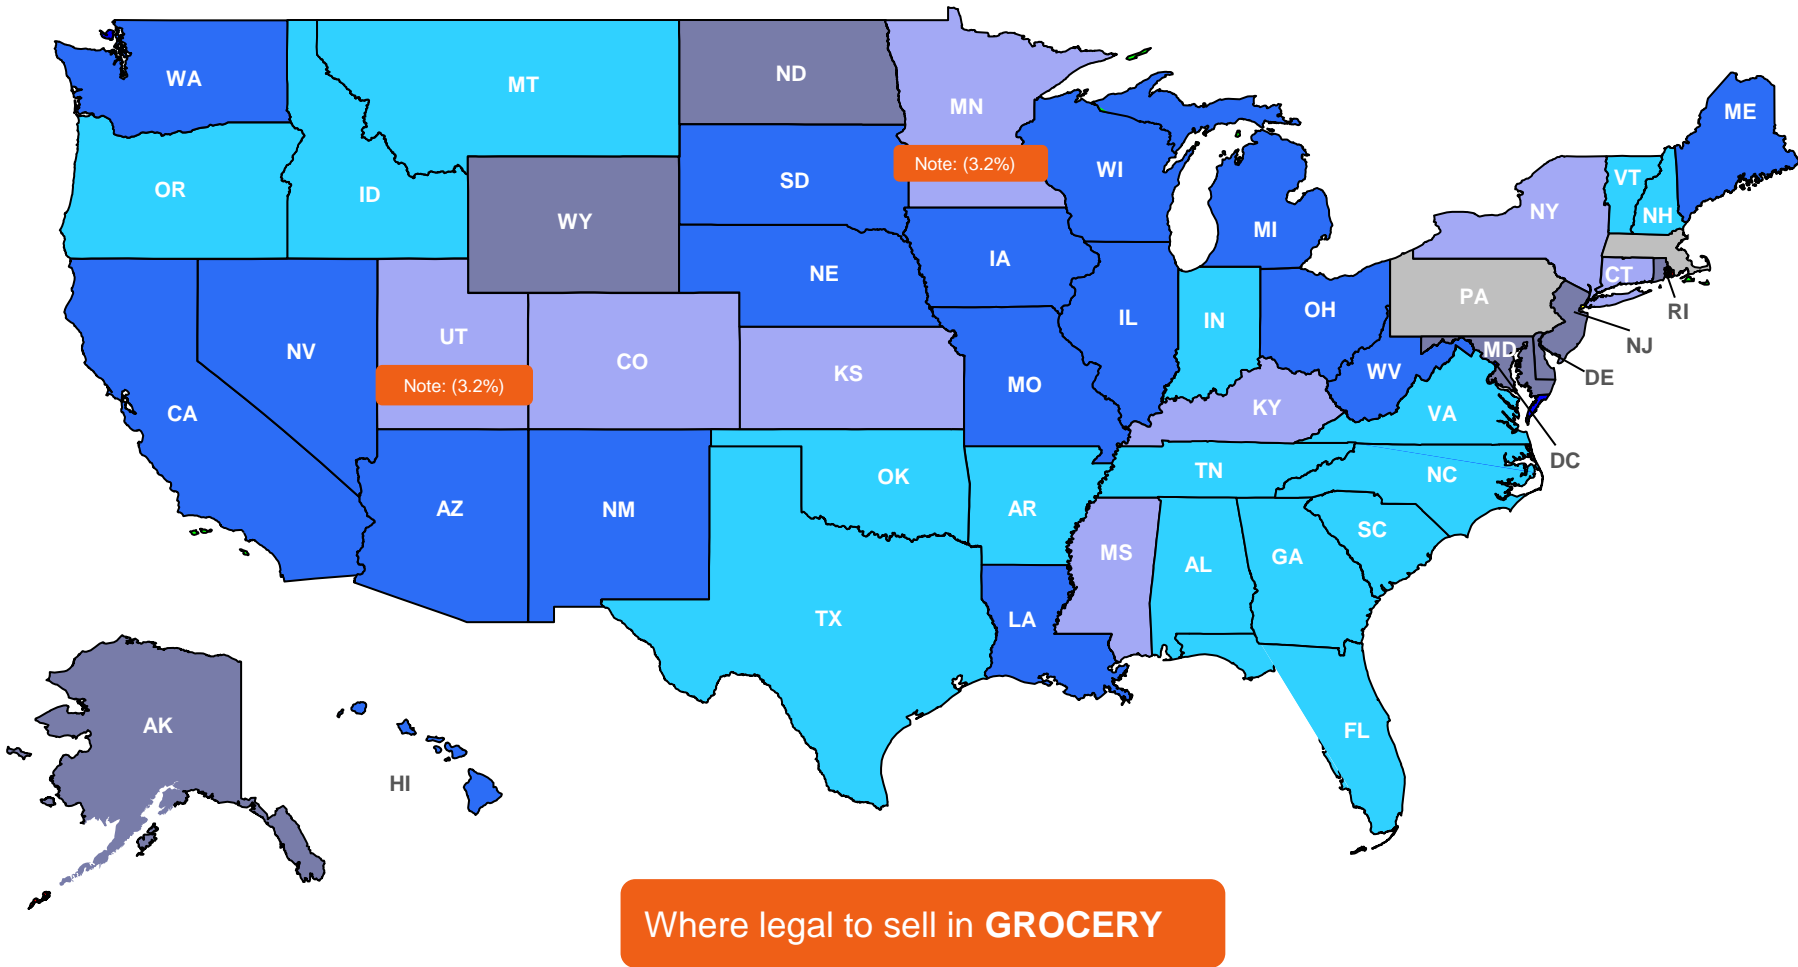 WA
MT
ND
MN
ME
OR
ID
WY
SD
Note: (3.2%)
WI
MI
NY
VT
NH
CT
RI
CA
NV
UT
Note: (3.2%)
CO
NE
KS
IA
MO
IL
IN
OH
PA
NJ
MD
DE
WV
VA
DC
KY
AZ
NM
OK
AR
TN
NC
SC
MS
AL
GA
TX
LA
FL
AK
HI
Where legal to sell in GROCERY